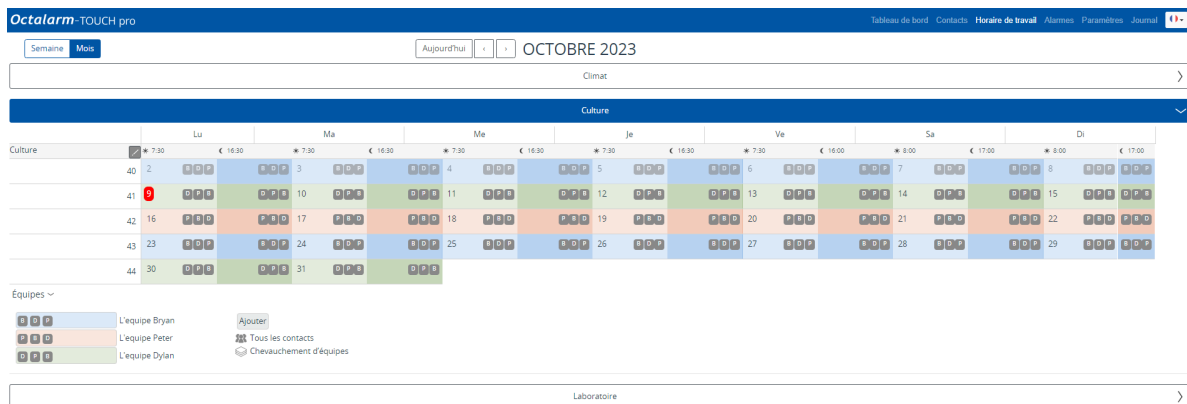 Octalarm-TOUCH pro Tableau de bord Contacts Horaire de travail Alarmes Paramètres Journal
Semaine Mois Aujourd'hui ‹ › OCTOBRE 2023
Climat
Culture
Lu Ma Me Je Ve Sa Di
Culture 7:30 16:30 7:30 16:30 7:30 16:30 7:30 16:30 7:30 16:00 8:00 17:00 8:00 17:00
40 2 B D P B D P 3 B D P B D P 4 B D P B D P 5 B D P B D P 6 B D P B D P 7 B D P B D P 8 B D P B D P
41 9 D P B D P B 10 D P B D P B 11 D P B D P B 12 D P B D P B 13 D P B D P B 14 D P B D P B 15 D P B D P B
42 16 P B D P B D 17 P B D P B D 18 P B D P B D 19 P B D P B D 20 P B D P B D 21 P B D P B D 22 P B D P B D
43 23 B D P B D P 24 B D P B D P 25 B D P B D P 26 B D P B D P 27 B D P B D P 28 B D P B D P 29 B D P B D P
44 30 D P B D P B 31 D P B D P B
Équipes
B D P L'equipe Bryan Ajouter
P B D L'equipe Peter Tous les contacts
D P B L'equipe Dylan Chevauchement d'équipes
Laboratoire